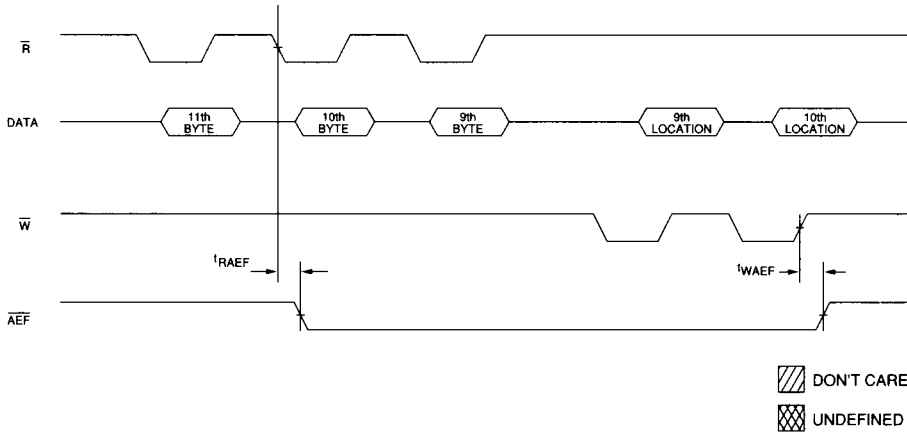 R
DATA
11th
BYTE
10th
BYTE
9th
BYTE
9th
LOCATION
10th
LOCATION
W
tRAEF
tWAEF
AEF
DON'T CARE
UNDEFINED